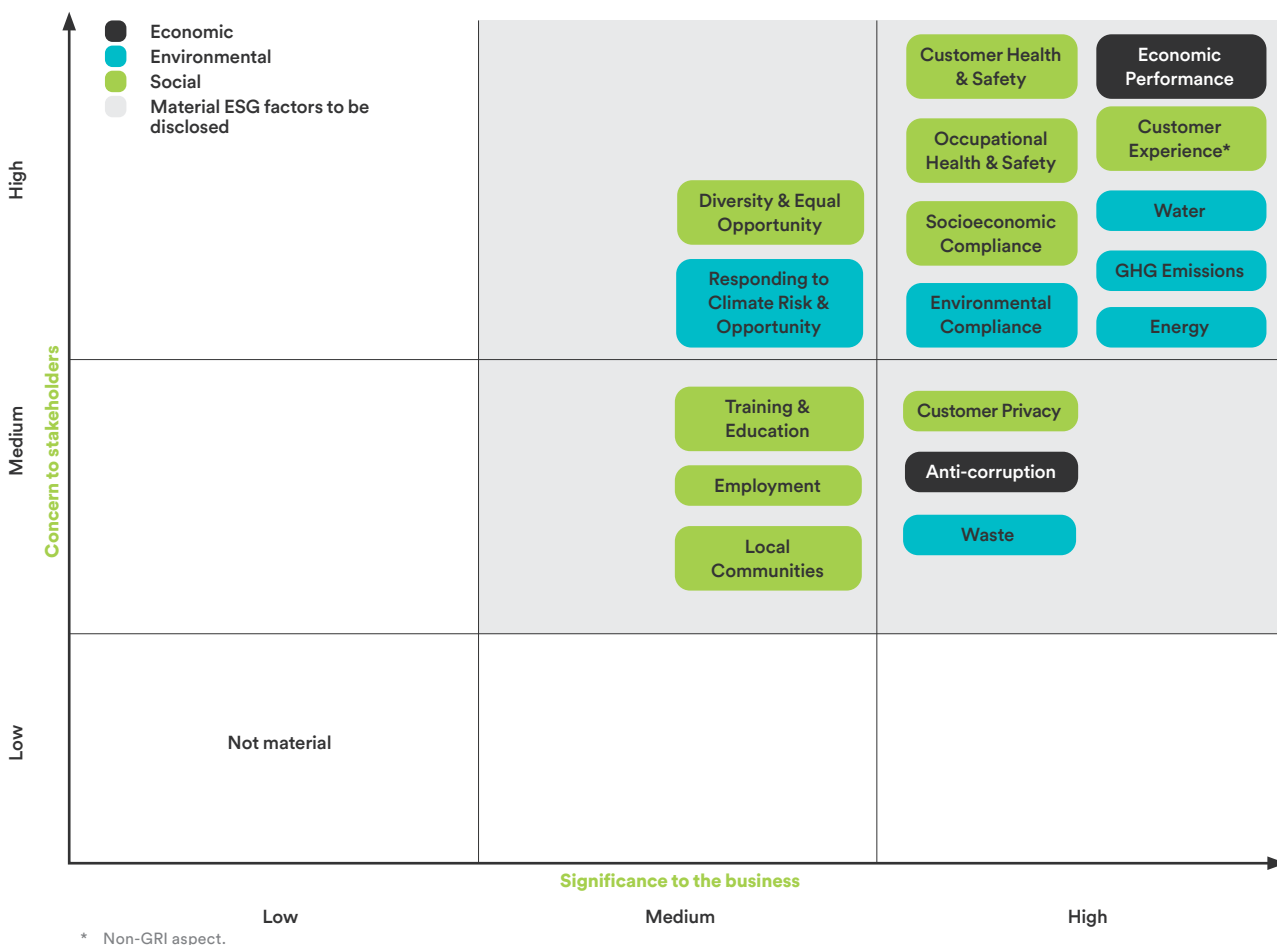 Economic
Environmental
Social
Material ESG factors to be
disclosed
High
Medium
Low
Concern to stakeholders
Customer Health
& Safety
Economic
Performance
Occupational
Health & Safety
Customer
Experience*
Diversity & Equal
Opportunity
Socioeconomic
Compliance
Water
Responding to
Climate Risk &
Opportunity
Environmental
Compliance
GHG Emissions
Energy
Training &
Education
Customer Privacy
Employment
Anti-corruption
Local
Communities
Waste
Not material
Significance to the business
Low
Medium
High
* Non-GRI aspect.